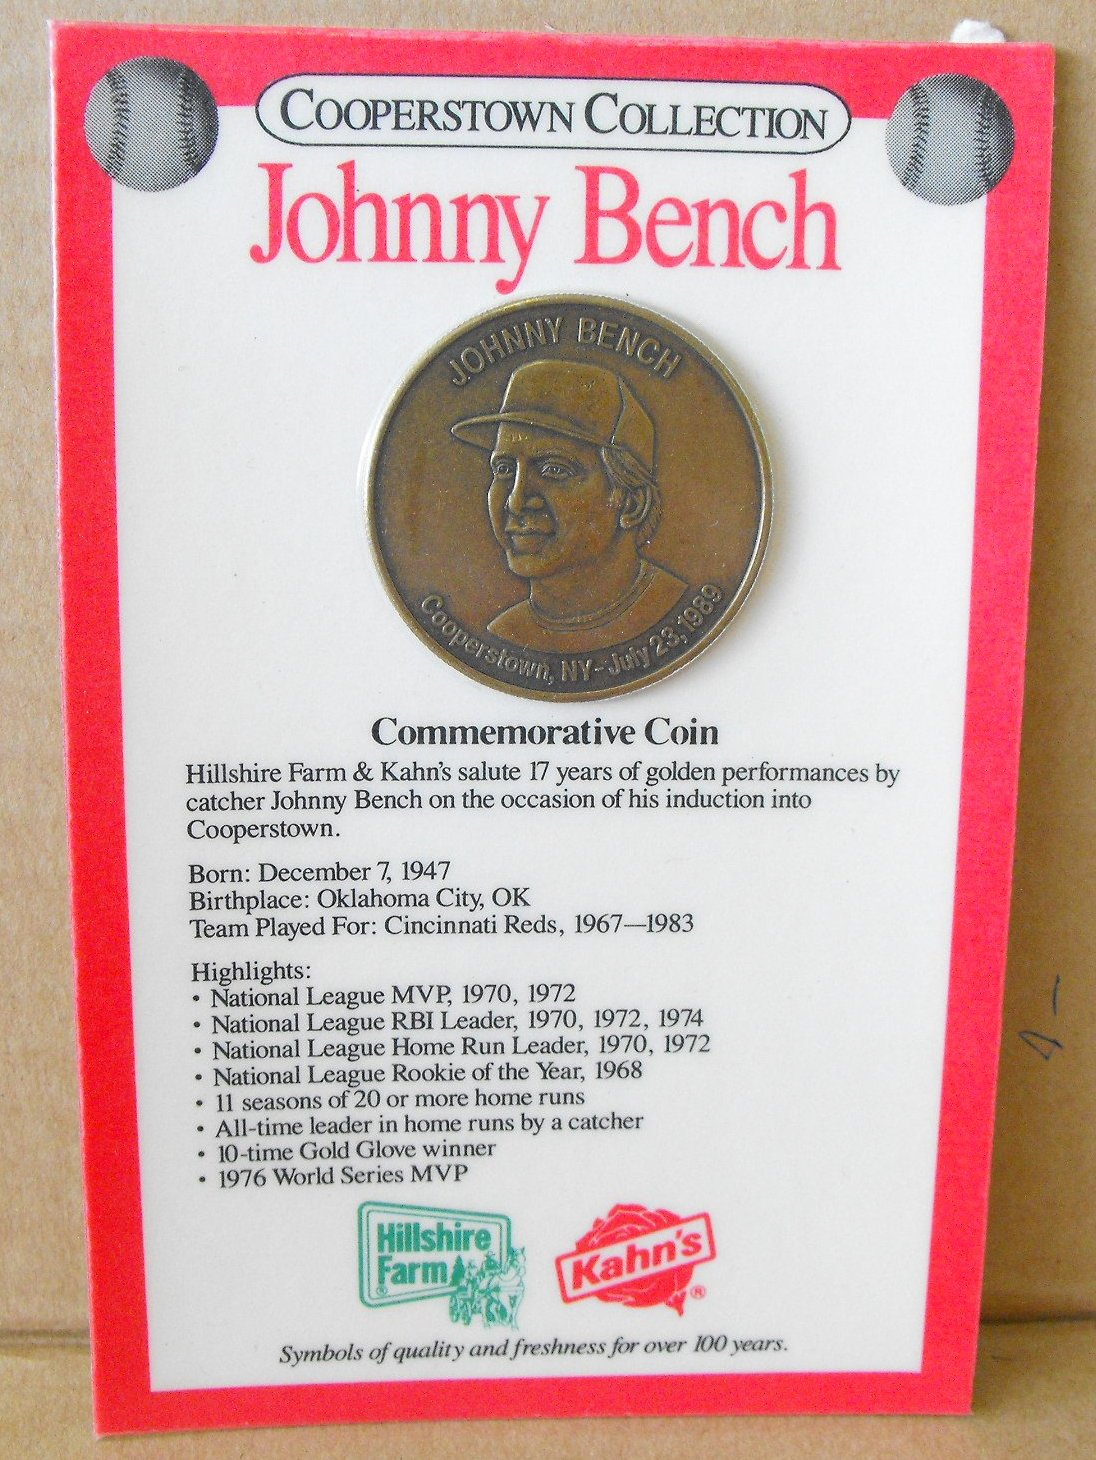 COOPERSTOWN COLLECTION
Johnny Bench
JOHNNY BENCH
Cooperstown, NY-July 23, 1989
Commemorative Coin
Hillshire Farm & Kahn's salute 17 years of golden performances by
catcher Johnny Bench on the occasion of his induction into
Cooperstown.
Born: December 7, 1947
Birthplace: Oklahoma City, OK
Team Played For: Cincinnati Reds, 1967—1983
Highlights:
• National League MVP, 1970, 1972
• National League RBI Leader, 1970, 1972, 1974
• National League Home Run Leader, 1970, 1972
• National League Rookie of the Year, 1968
• 11 seasons of 20 or more home runs
• All-time leader in home runs by a catcher
• 10-time Gold Glove winner
• 1976 World Series MVP
Hillshire
Farm
®
Kahn's
®
Symbols of quality and freshness for over 100 years.